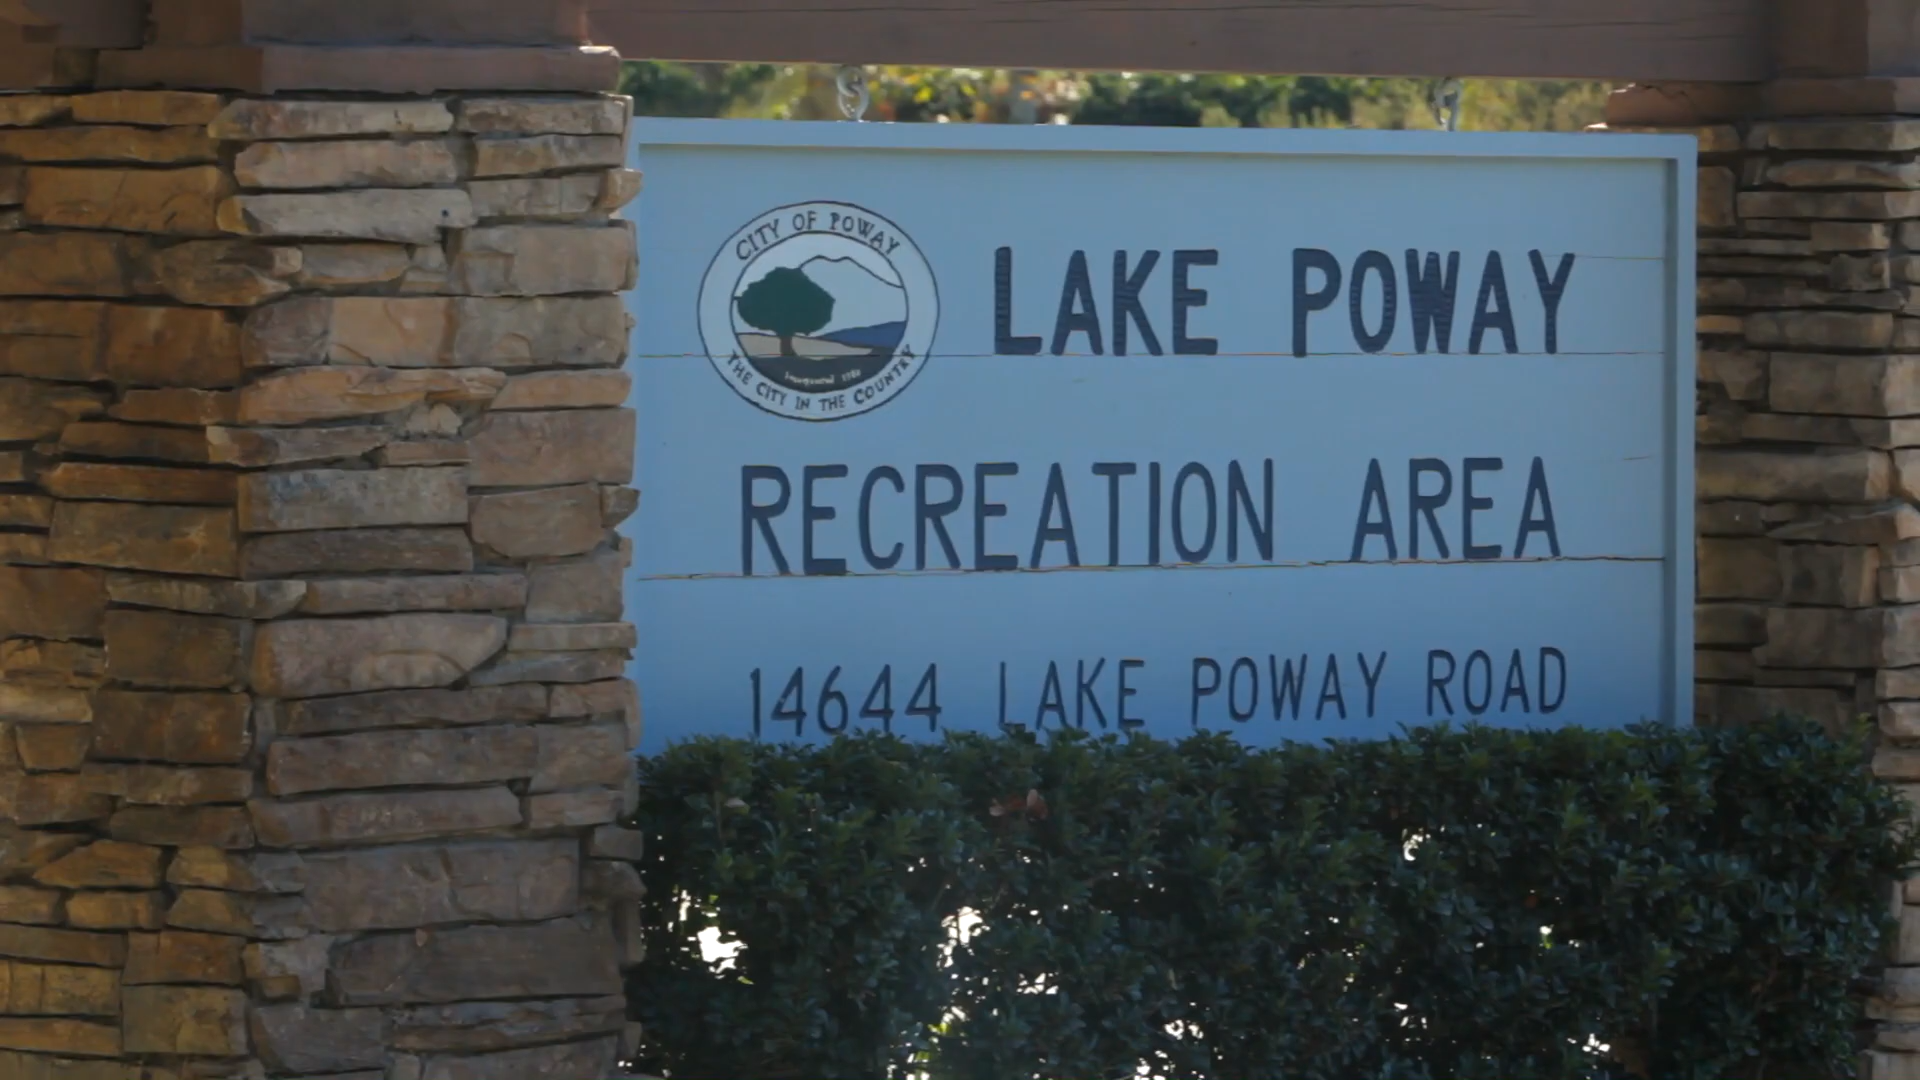 CITY OF POWAY
LAKE POWAY
THE CITY IN THE COUNTRY
RECREATION AREA
14644 LAKE POWAY ROAD